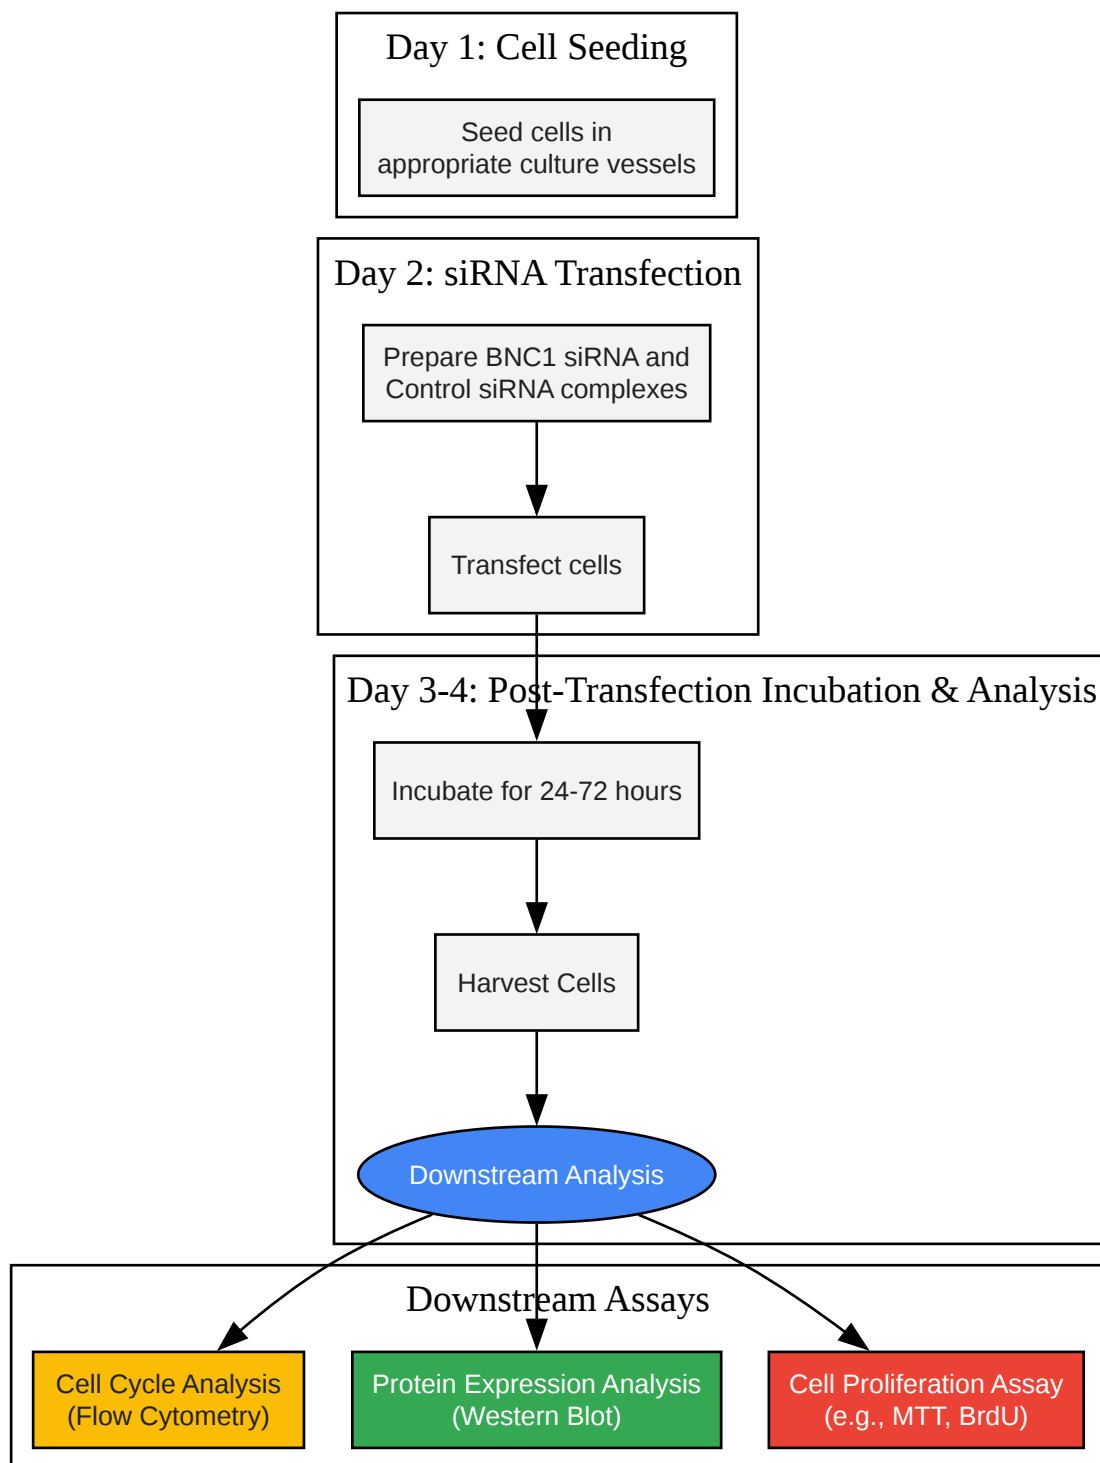 Day 1: Cell Seeding
Seed cells in
appropriate culture vessels
Day 2: siRNA Transfection
Prepare BNC1 siRNA and
Control siRNA complexes
Transfect cells
Day 3-4: Post-Transfection Incubation & Analysis
Incubate for 24-72 hours
Harvest Cells
Downstream Analysis
Downstream Assays
Cell Cycle Analysis
(Flow Cytometry)
Protein Expression Analysis
(Western Blot)
Cell Proliferation Assay
(e.g., MTT, BrdU)